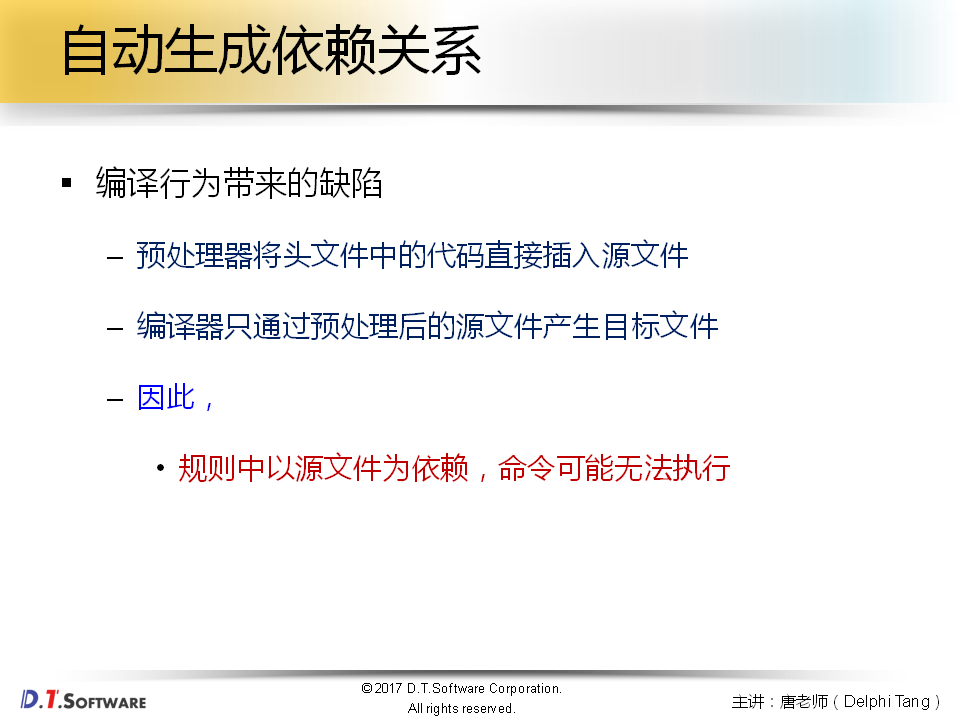 自动生成依赖关系
▪ 编译行为带来的缺陷
– 预处理器将头文件中的代码直接插入源文件
– 编译器只通过预处理后的源文件产生目标文件
– 因此，
• 规则中以源文件为依赖，命令可能无法执行
D.T.SOFTWARE
©2017 D.T.Software Corporation.
All rights reserved.
主讲：唐老师（Delphi Tang）